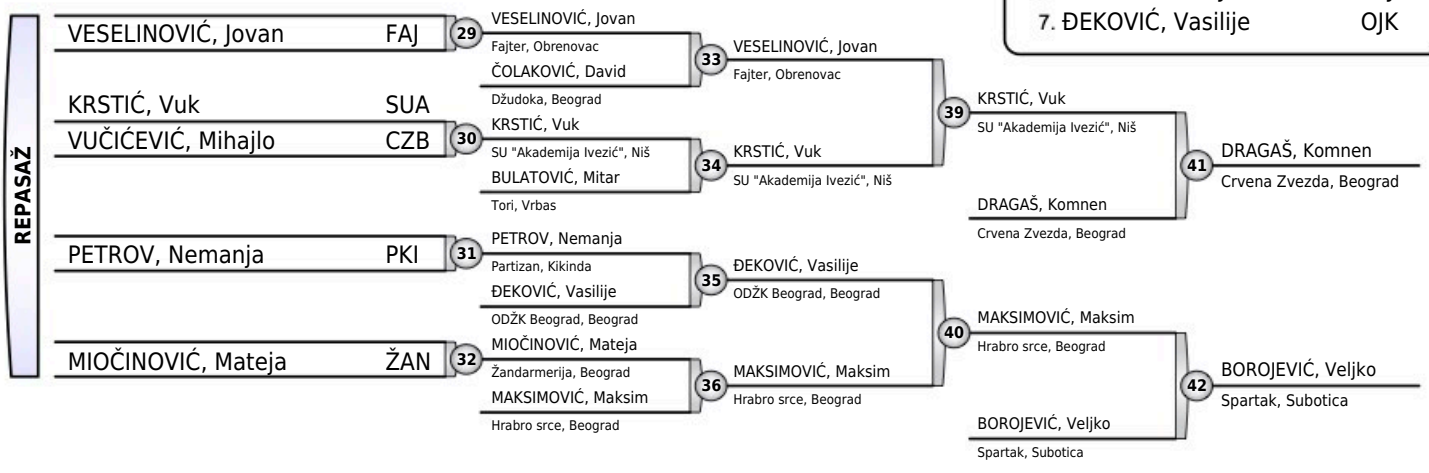 7. ĐEKOVIĆ, Vasilije OJK
REPASAŽ
VESELINOVIĆ, Jovan FAJ
KRSTIĆ, Vuk SUA
VUČIĆEVIĆ, Mihajlo CZB
PETROV, Nemanja PKI
MIOČINOVIĆ, Mateja ŽAN
29
VESELINOVIĆ, Jovan
Fajter, Obrenovac
ČOLAKOVIĆ, David
Džudoka, Beograd
30
KRSTIĆ, Vuk
SU "Akademija Ivezić", Niš
BULATOVIĆ, Mitar
Tori, Vrbas
31
PETROV, Nemanja
Partizan, Kikinda
ĐEKOVIĆ, Vasilije
ODŽK Beograd, Beograd
32
MIOČINOVIĆ, Mateja
Žandarmerija, Beograd
MAKSIMOVIĆ, Maksim
Hrabro srce, Beograd
33
VESELINOVIĆ, Jovan
Fajter, Obrenovac
34
KRSTIĆ, Vuk
SU "Akademija Ivezić", Niš
35
ĐEKOVIĆ, Vasilije
ODŽK Beograd, Beograd
36
MAKSIMOVIĆ, Maksim
Hrabro srce, Beograd
39
KRSTIĆ, Vuk
SU "Akademija Ivezić", Niš
DRAGAŠ, Komnen
Crvena Zvezda, Beograd
40
MAKSIMOVIĆ, Maksim
Hrabro srce, Beograd
BOROJEVIĆ, Veljko
Spartak, Subotica
41
DRAGAŠ, Komnen
Crvena Zvezda, Beograd
42
BOROJEVIĆ, Veljko
Spartak, Subotica